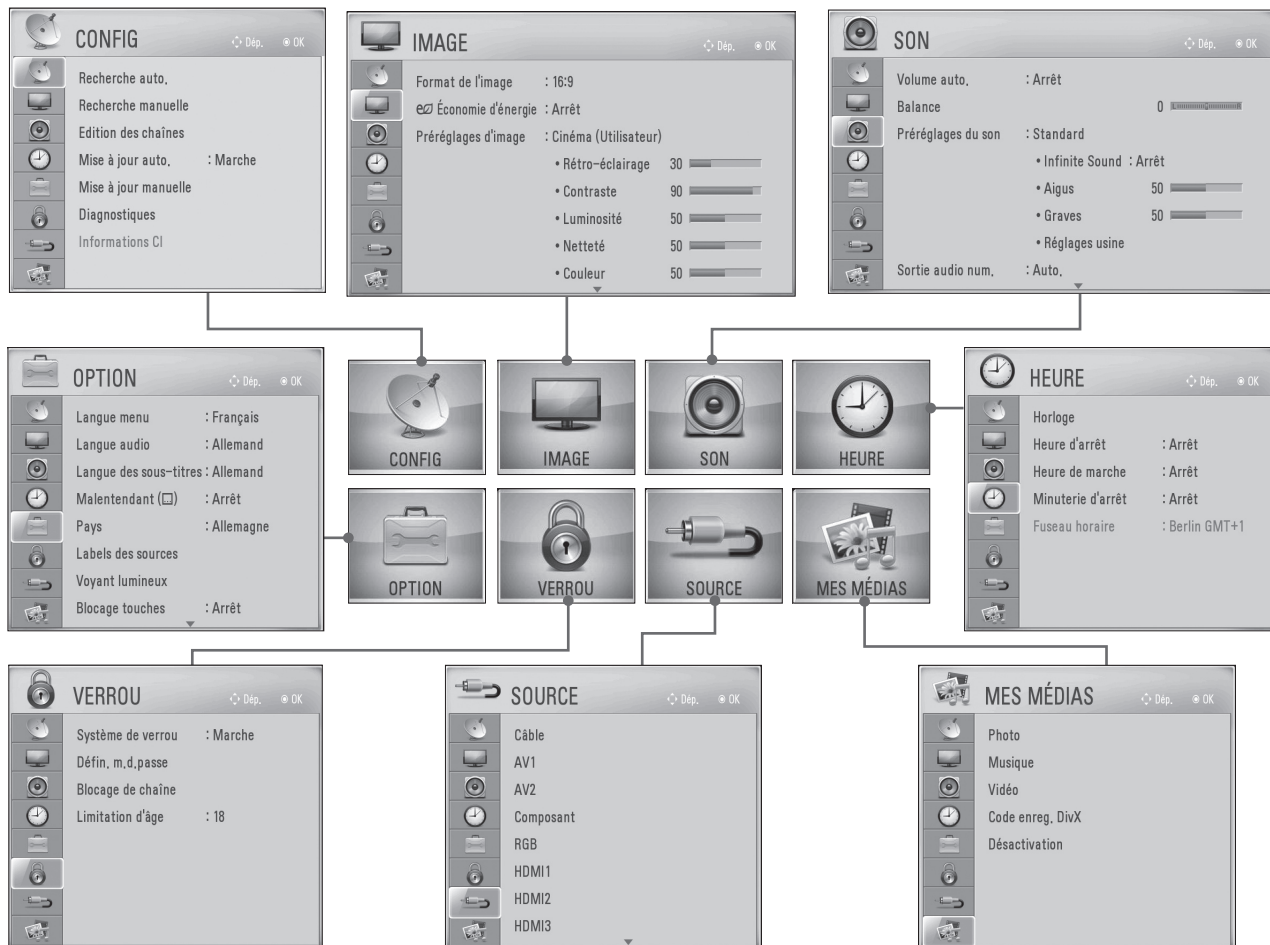 CONFIG
Dép. OK
Recherche auto.
Recherche manuelle
Edition des chaînes
Mise à jour auto. : Marche
Mise à jour manuelle
Diagnostiques
Informations CI
IMAGE
Dép. OK
Format de l'image : 16:9
Économie d'énergie : Arrêt
Préréglages d'image : Cinéma (Utilisateur)
• Rétro-éclairage 30
• Contraste 90
• Luminosité 50
• Netteté 50
• Couleur 50
SON
Dép. OK
Volume auto. : Arrêt
Balance 0
Préréglages du son : Standard
• Infinite Sound : Arrêt
• Aigus 50
• Graves 50
• Réglages usine
Sortie audio num. : Auto.
OPTION
Dép. OK
Langue menu : Français
Langue audio : Allemand
Langue des sous-titres : Allemand
Malentendant ( ) : Arrêt
Pays : Allemagne
Labels des sources
Voyant lumineux
Blocage touches : Arrêt
CONFIG
IMAGE
SON
HEURE
OPTION
VERROU
SOURCE
MES MÉDIAS
HEURE
Dép. OK
Horloge
Heure d'arrêt : Arrêt
Heure de marche : Arrêt
Minuterie d'arrêt : Arrêt
Fuseau horaire : Berlin GMT+1
VERROU
Dép. OK
Système de verrou : Marche
Défin. m.d.passe
Blocage de chaîne
Limitation d'âge : 18
SOURCE
Dép. OK
Câble
AV1
AV2
Composant
RGB
HDMI1
HDMI2
HDMI3
MES MÉDIAS
Dép. OK
Photo
Musique
Vidéo
Code enreg. DivX
Désactivation